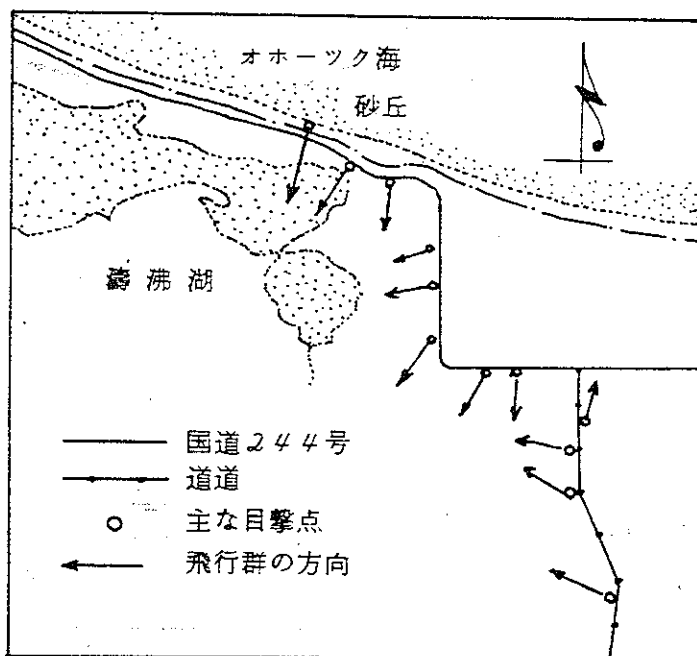 オホーツク海
砂丘
濤沸湖
国道244号
道道
主な目撃点
飛行群の方向